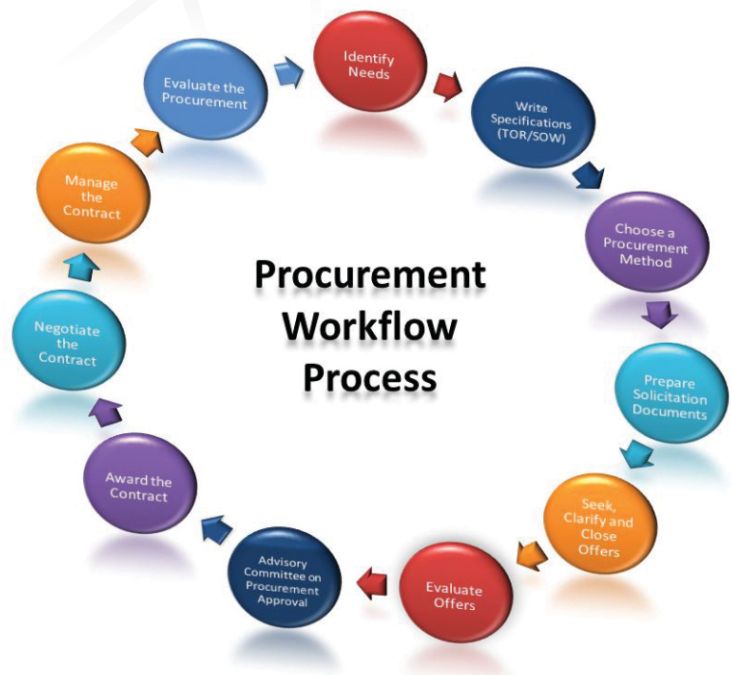 Procurement
Workflow
Process
Identify
Needs
Write
Specifications
(TOR/SOW)
Choose a
Procurement
Method
Prepare
Solicitation
Documents
Seek,
Clarify and
Close
Offers
Evaluate
Offers
Advisory
Committee on
Procurement
Approval
Award the
Contract
Negotiate
the
Contract
Manage
the
Contract
Evaluate the
Procurement